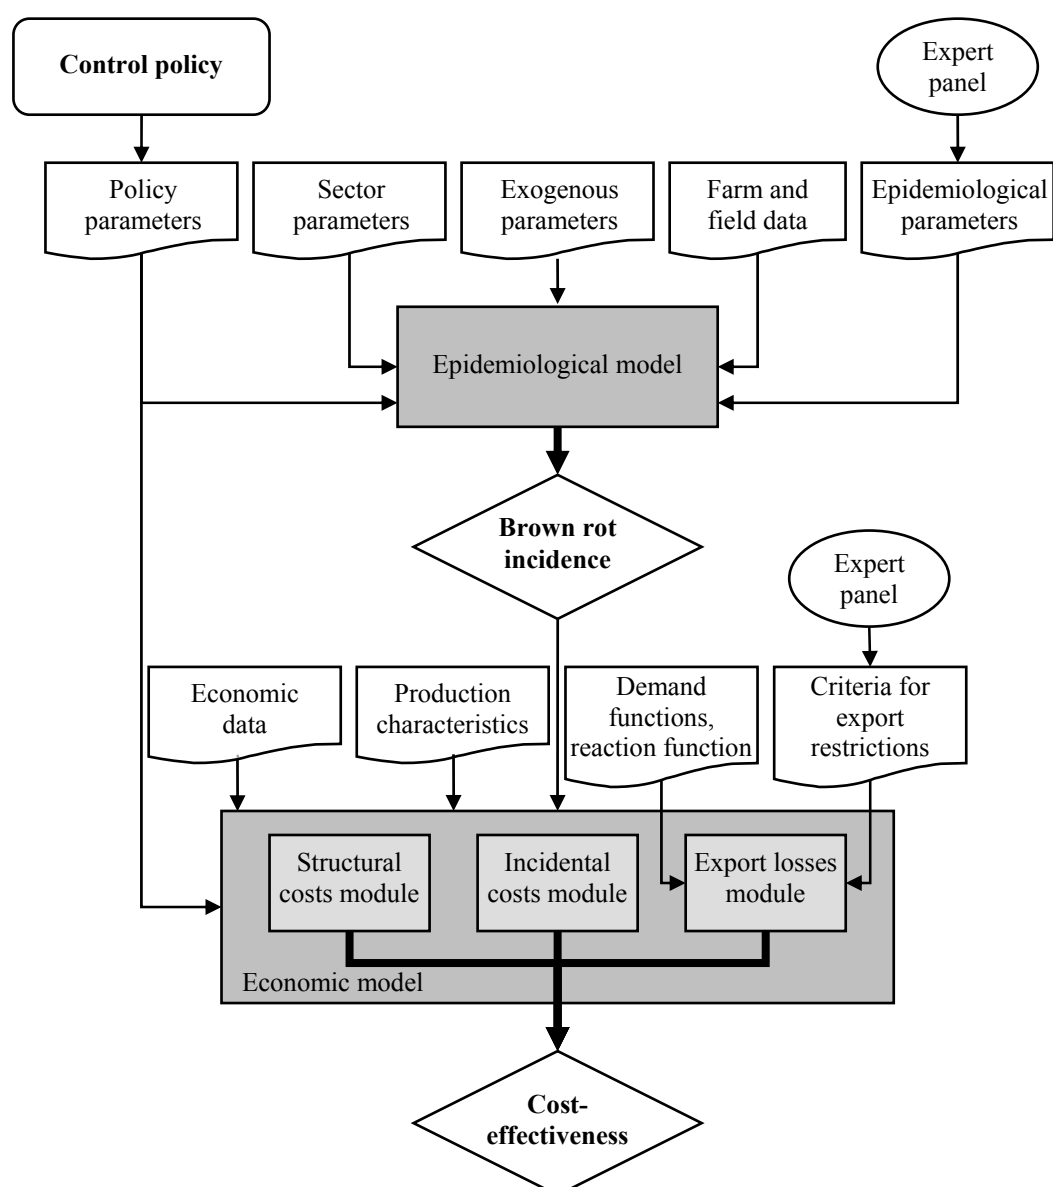 Control policy
Expert
panel
Policy
parameters
Sector
parameters
Exogenous
parameters
Farm and
field data
Epidemiological
parameters
Epidemiological model
Brown rot
incidence
Expert
panel
Economic
data
Production
characteristics
Demand
functions,
reaction function
Criteria for
export
restrictions
Structural
costs module
Incidental
costs module
Export losses
module
Economic model
Cost-
effectiveness